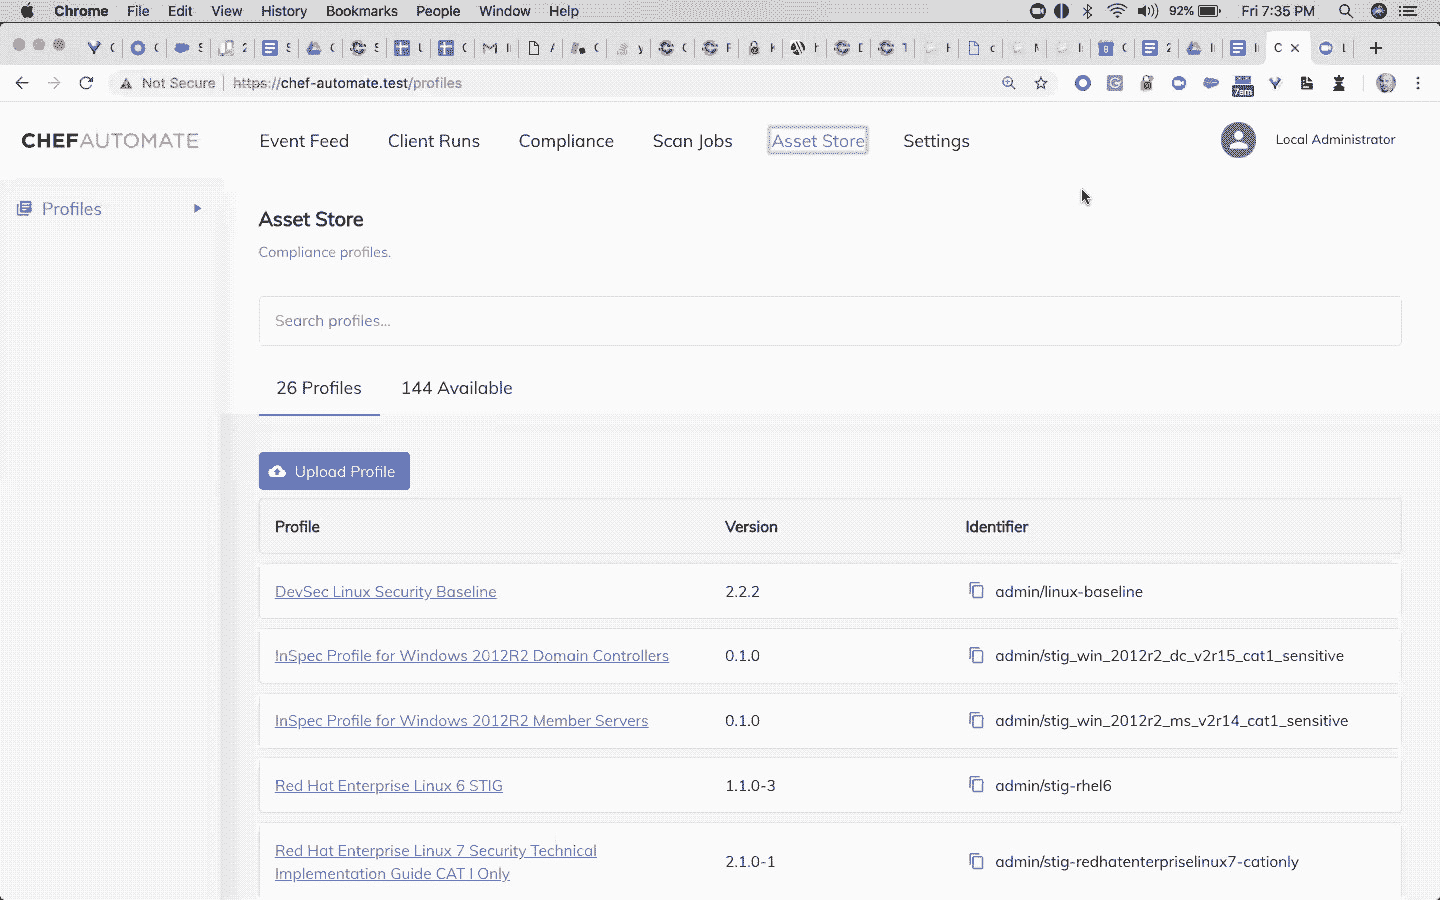 Chrome File Edit View History Bookmarks People Window Help 92% Fri 7:35 PM
Not Secure https://chef-automate.test/profiles 7am
CHEFAUTOMATE Event Feed Client Runs Compliance Scan Jobs Asset Store Settings Local Administrator
Profiles
Asset Store
Compliance profiles.
Search profiles...
26 Profiles 144 Available
Upload Profile
Profile Version Identifier
DevSec Linux Security Baseline 2.2.2 admin/linux-baseline
InSpec Profile for Windows 2012R2 Domain Controllers 0.1.0 admin/stig_win_2012r2_dc_v2r15_cat1_sensitive
InSpec Profile for Windows 2012R2 Member Servers 0.1.0 admin/stig_win_2012r2_ms_v2r14_cat1_sensitive
Red Hat Enterprise Linux 6 STIG 1.1.0-3 admin/stig-rhel6
Red Hat Enterprise Linux 7 Security Technical
Implementation Guide CAT I Only 2.1.0-1 admin/stig-redhatenterpriselinux7-cationly